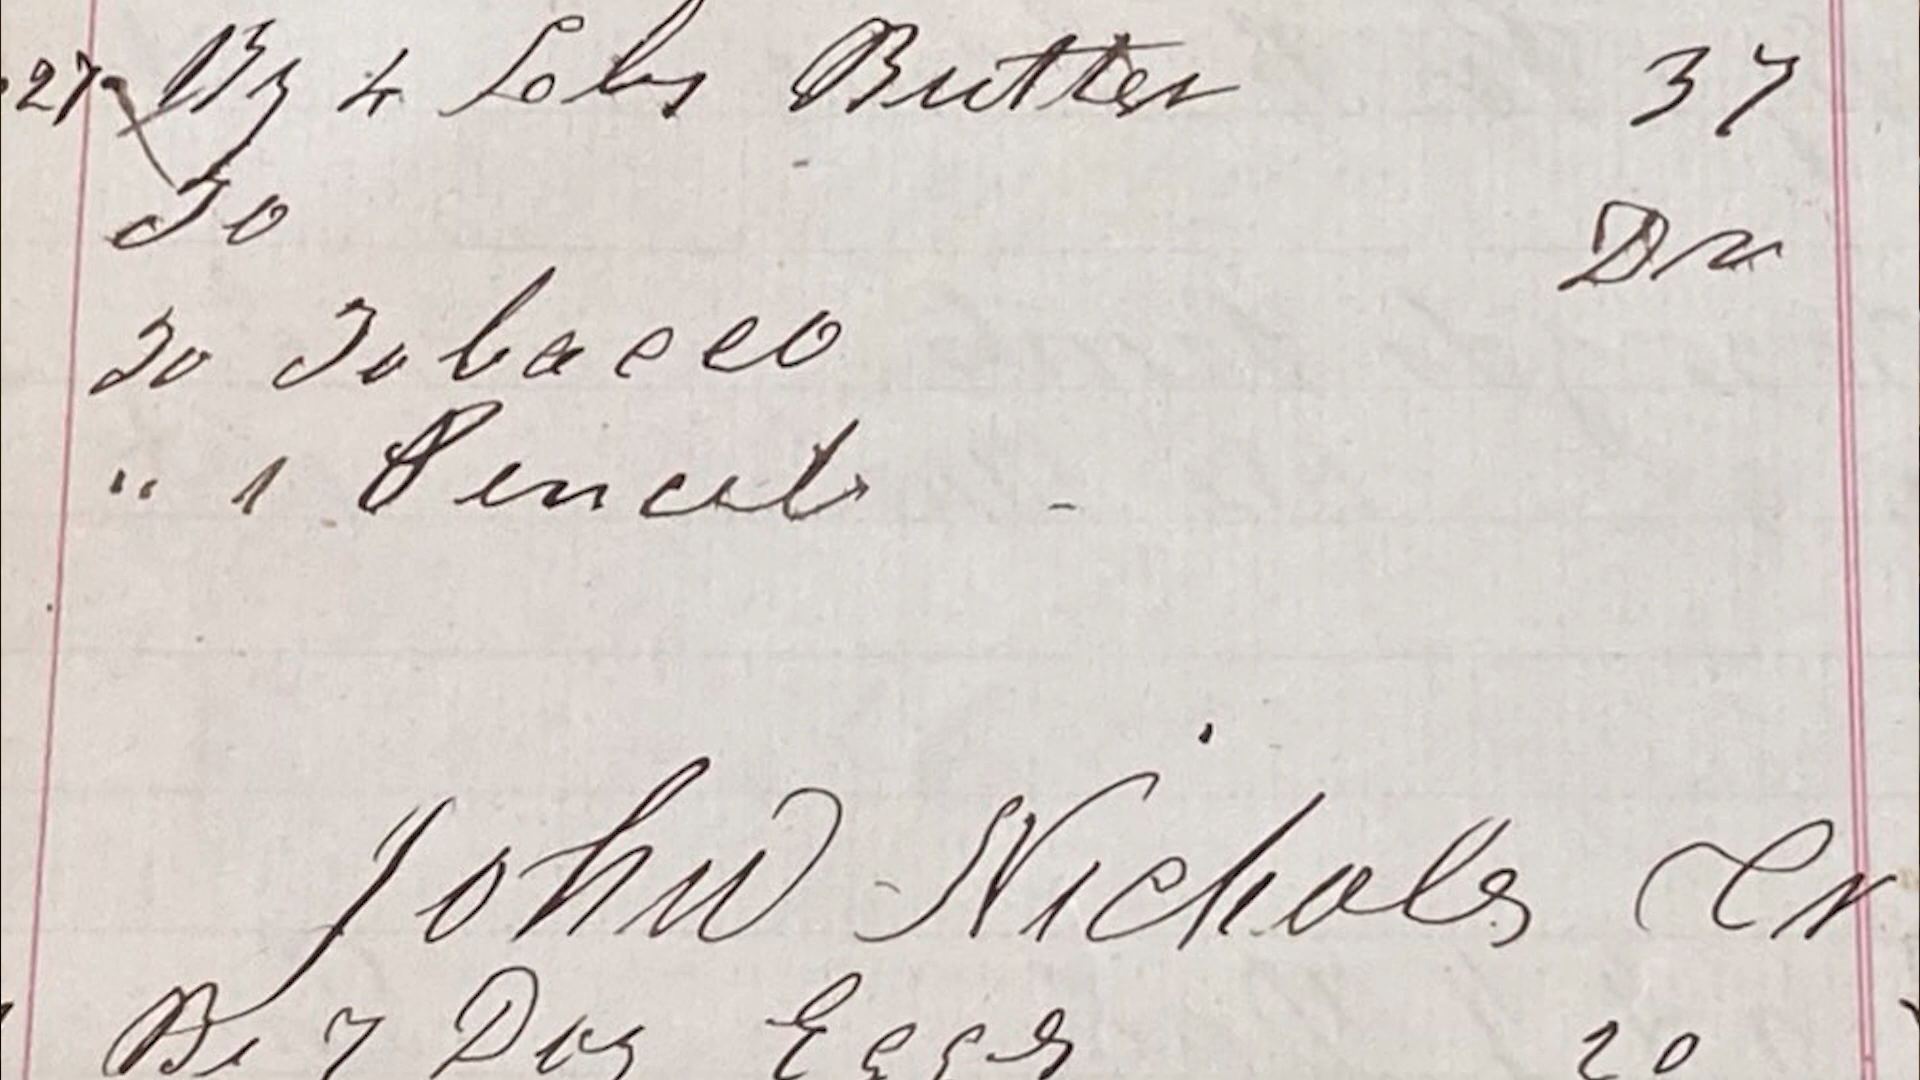 27 By 4 Lbs Butter 37
To Dr
To Tobacco
" 1 Pencil -
John Nichols Cr
By 7 Doz Eggs 20